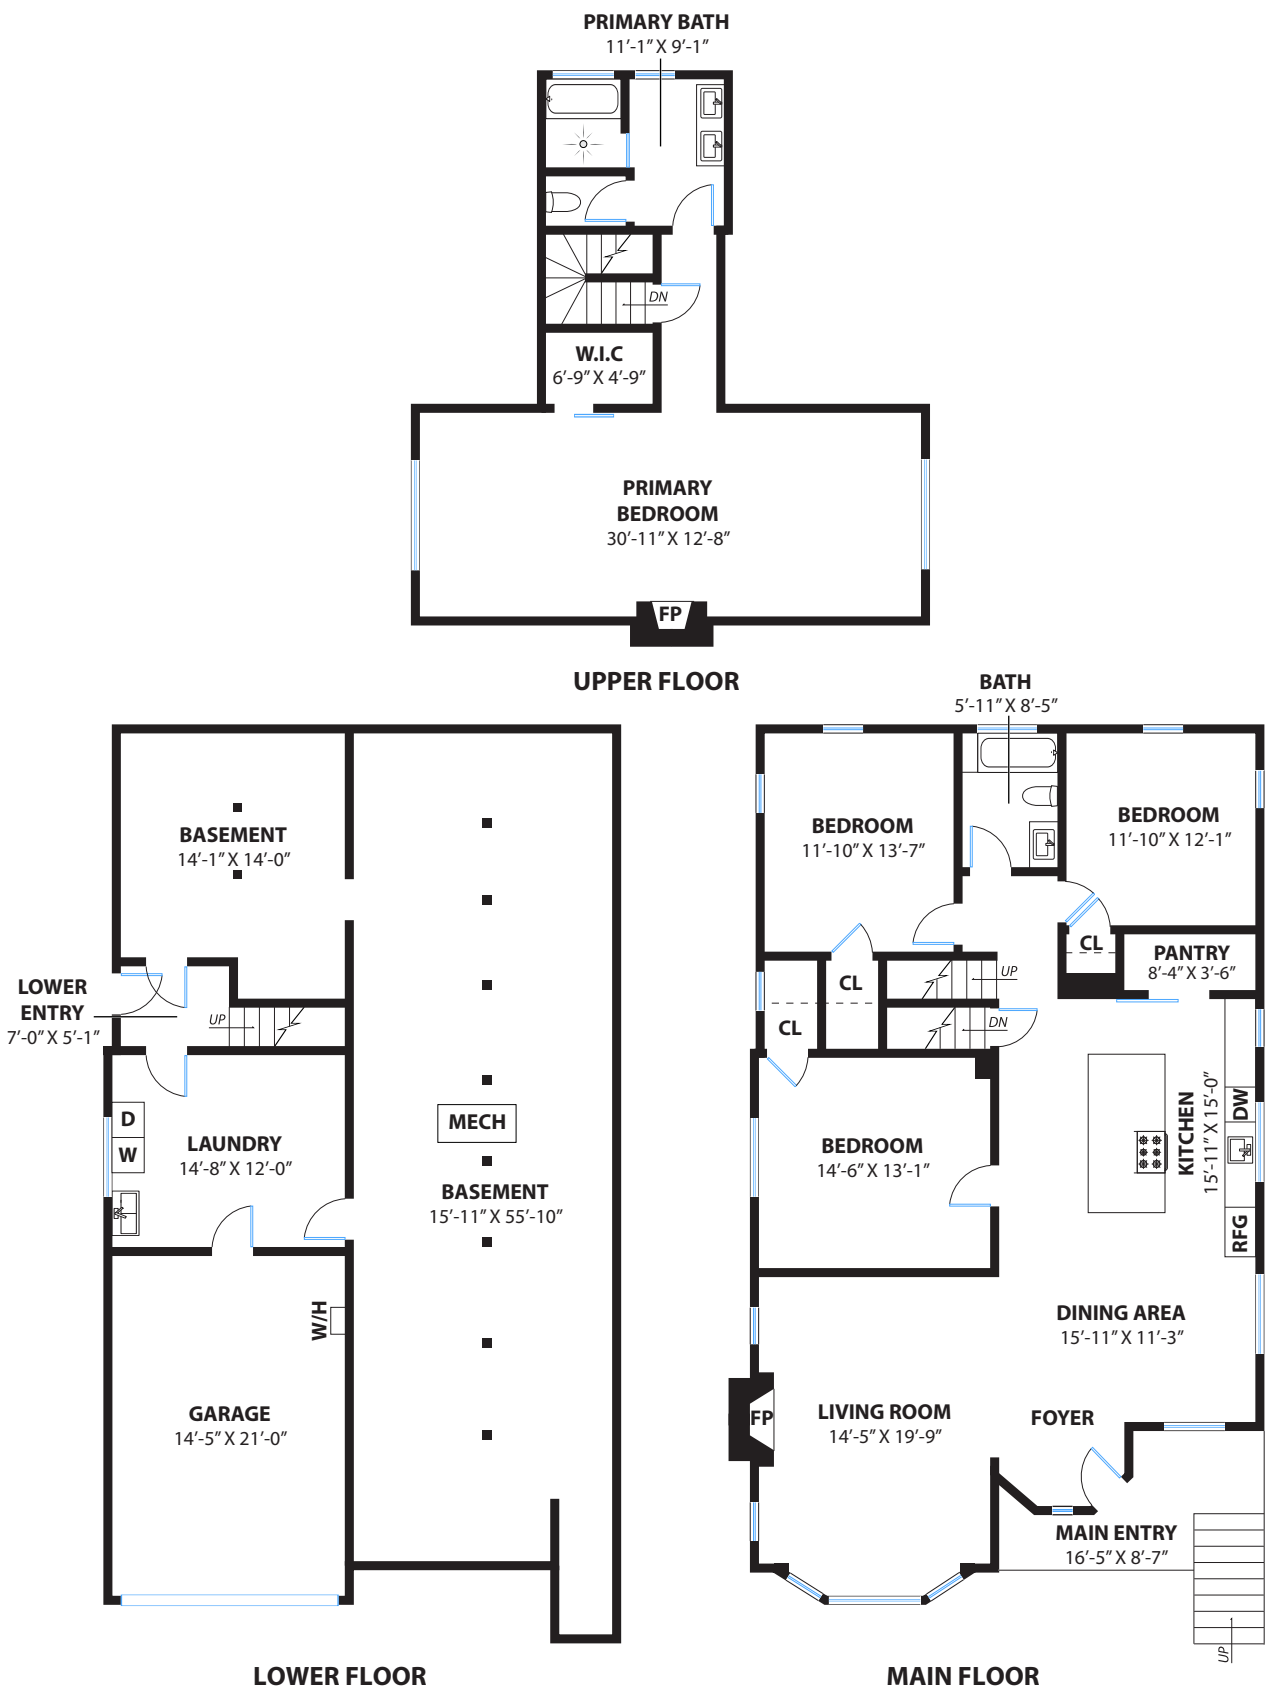 PRIMARY BATH
11'-1" X 9'-1"
DN
W.I.C
6'-9" X 4'-9"
PRIMARY
BEDROOM
30'-11" X 12'-8"
FP
UPPER FLOOR
BASEMENT
14'-1" X 14'-0"
LOWER
ENTRY
7'-0" X 5'-1"
UP
D
W
LAUNDRY
14'-8" X 12'-0"
MECH
BASEMENT
15'-11" X 55'-10"
W/H
GARAGE
14'-5" X 21'-0"
LOWER FLOOR
BATH
5'-11" X 8'-5"
BEDROOM
11'-10" X 13'-7"
BEDROOM
11'-10" X 12'-1"
CL
PANTRY
8'-4" X 3'-6"
CL
UP
CL
DN
BEDROOM
14'-6" X 13'-1"
KITCHEN
15'-11" X 15'-0"
DW
RFG
DINING AREA
15'-11" X 11'-3"
FP
LIVING ROOM
14'-5" X 19'-9"
FOYER
MAIN ENTRY
16'-5" X 8'-7"
UP
MAIN FLOOR